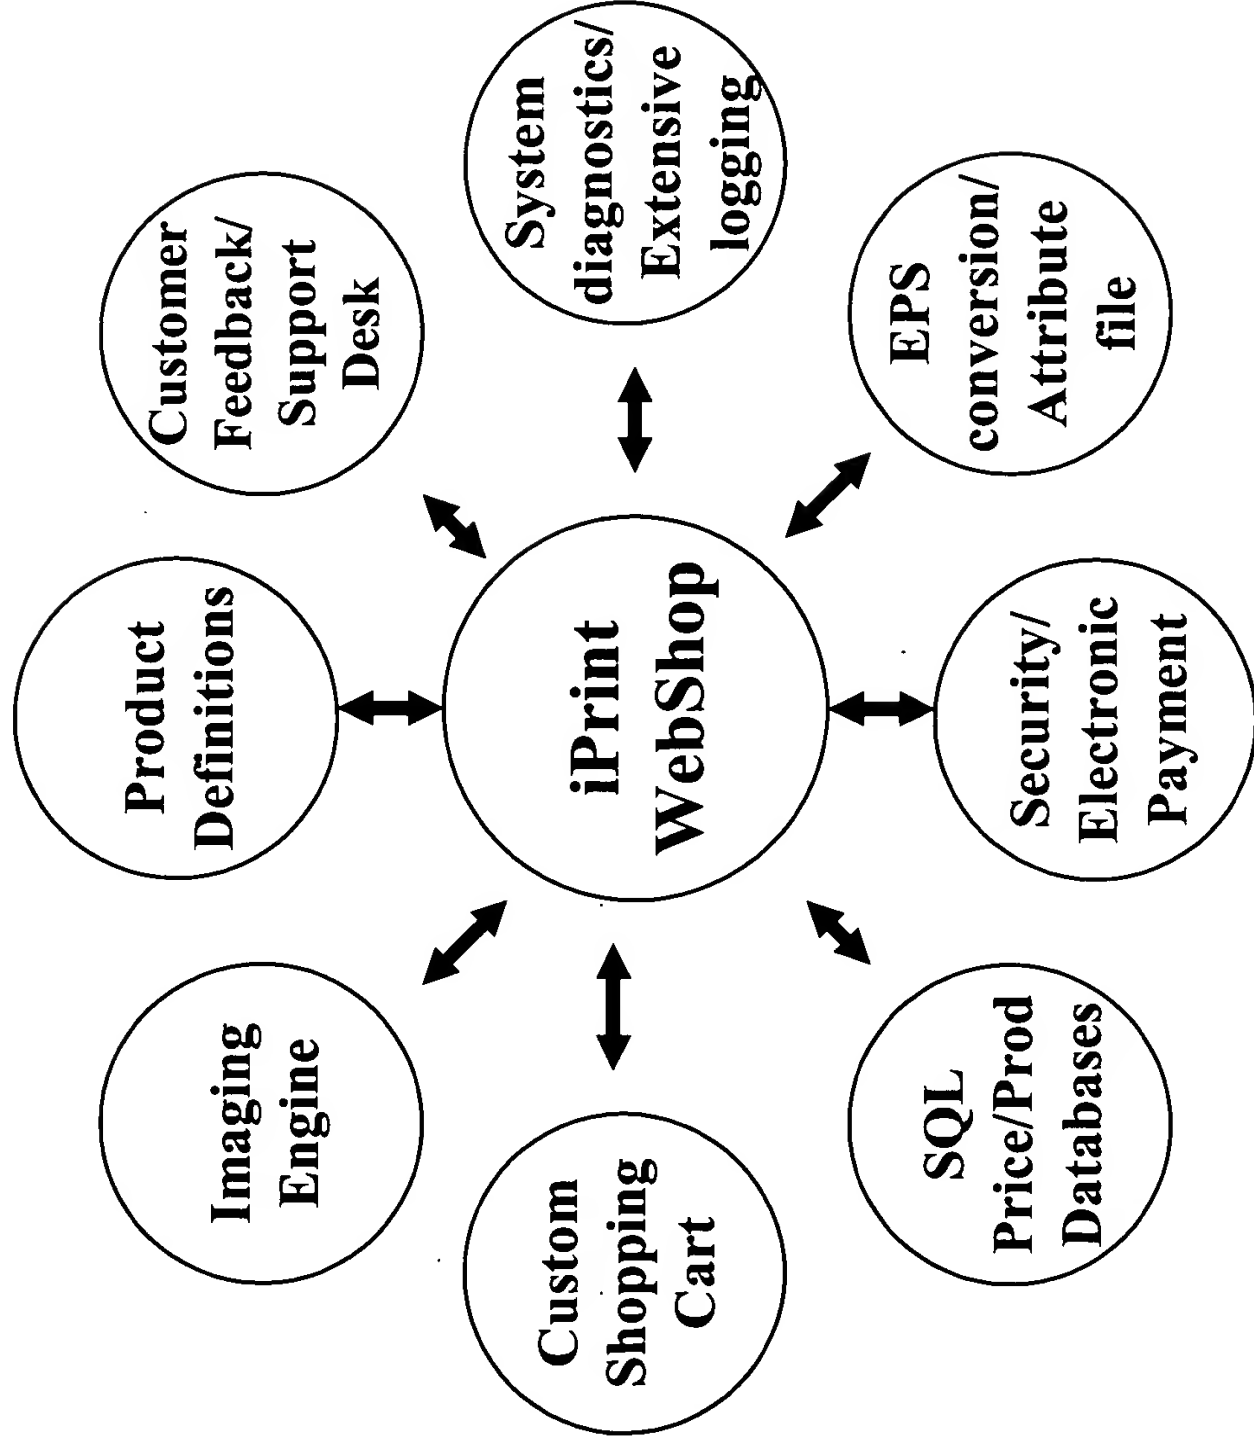 Product
Definitions
Imaging
Engine
Customer
Feedback/
Support
Desk
Custom
Shopping
Cart
iPrint
WebShop
System
diagnostics/
Extensive
logging
SQL
Price/Prod
Databases
EPS
conversion/
Attribute
file
Security/
Electronic
Payment